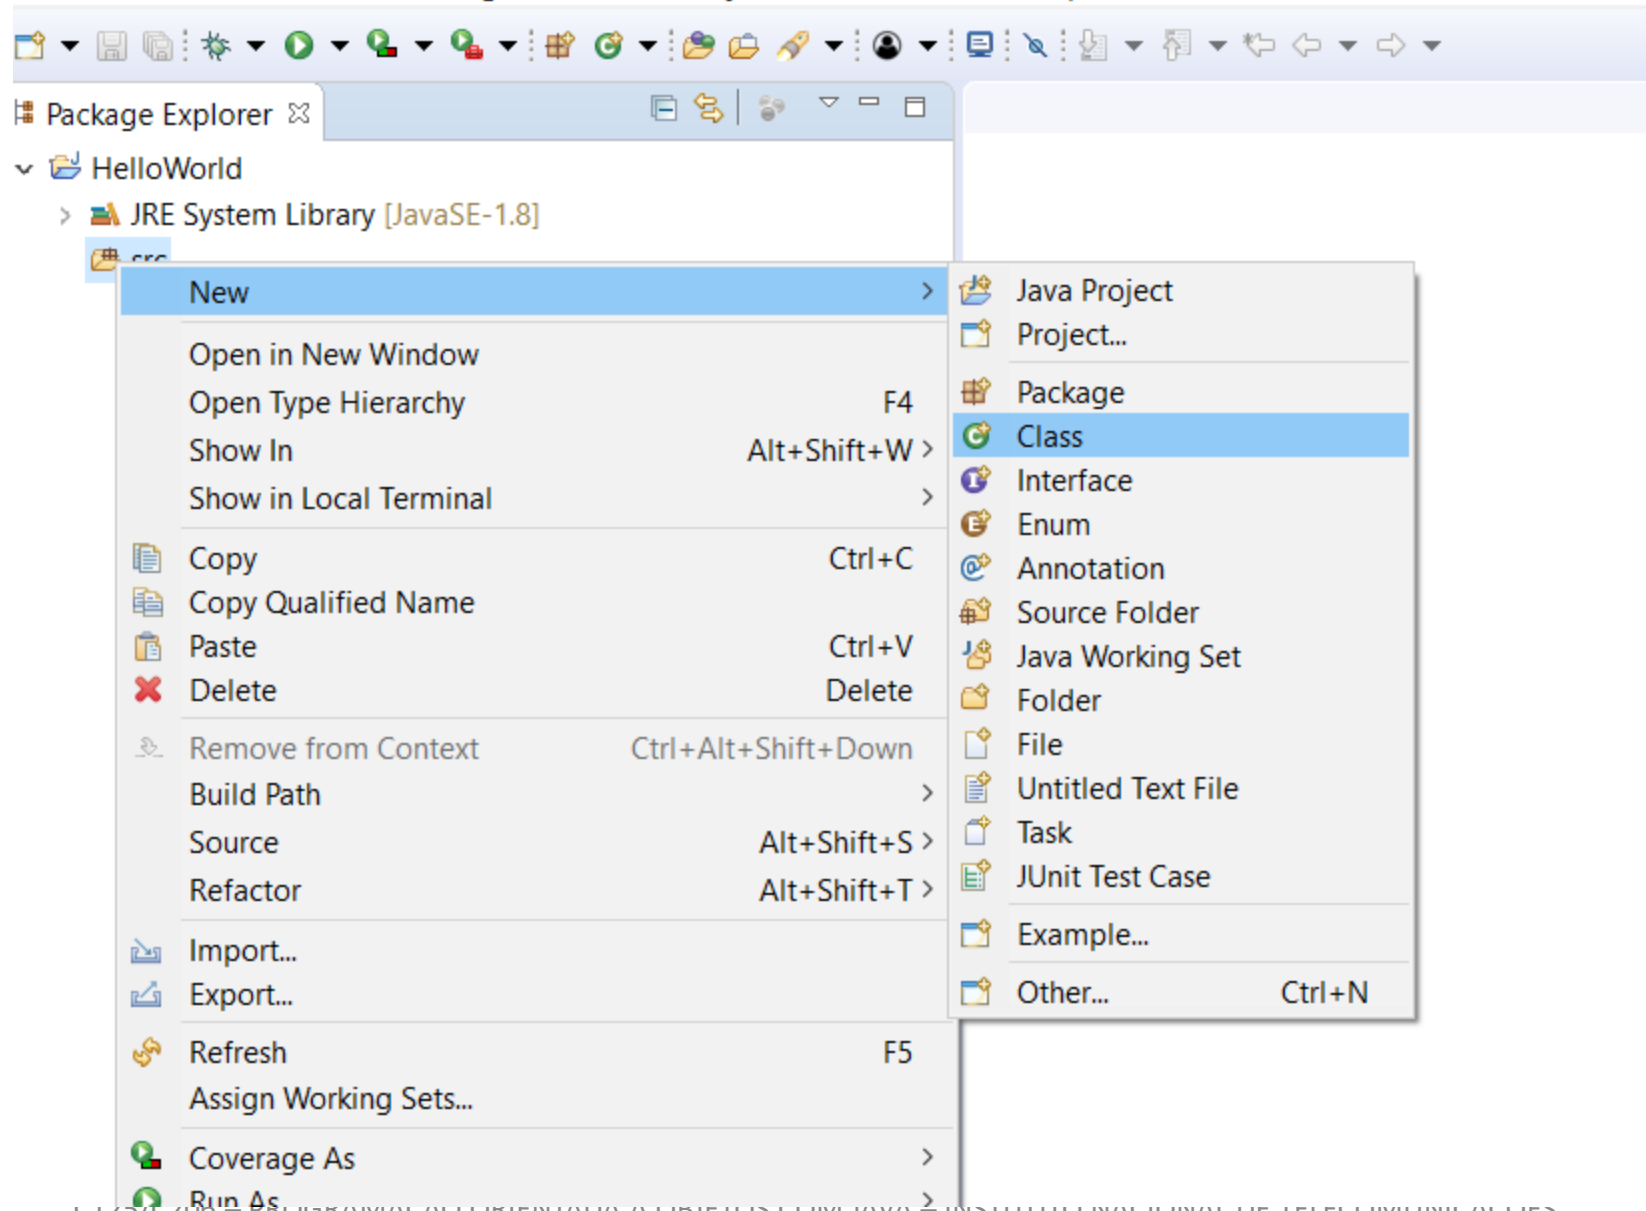 Package Explorer
HelloWorld
JRE System Library [JavaSE-1.8]
src
New
Open in New Window
Open Type Hierarchy F4
Show In Alt+Shift+W
Show in Local Terminal
Copy Ctrl+C
Copy Qualified Name
Paste Ctrl+V
Delete Delete
Remove from Context Ctrl+Alt+Shift+Down
Build Path
Source Alt+Shift+S
Refactor Alt+Shift+T
Import...
Export...
Refresh F5
Assign Working Sets...
Coverage As
Run As
Java Project
Project...
Package
Class
Interface
Enum
Annotation
Source Folder
Java Working Set
Folder
File
Untitled Text File
Task
JUnit Test Case
Example...
Other... Ctrl+N